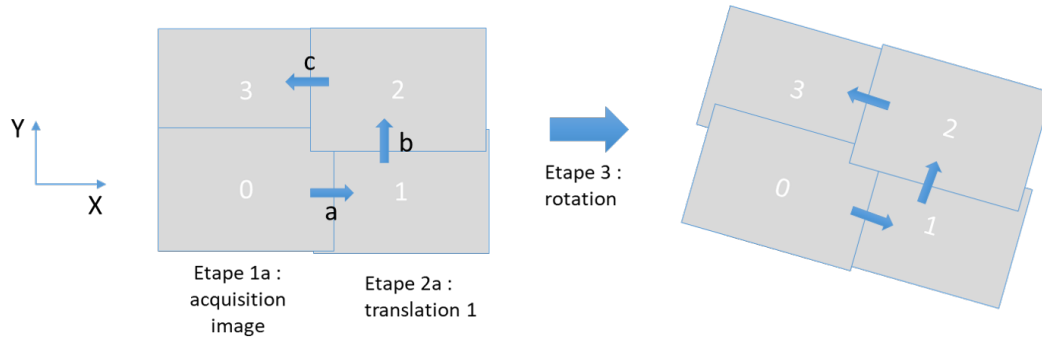 c
3
2
3
Y
b
2
Etape 3 :
rotation
0
a
1
0
X
1
Etape 1a :
acquisition
image
Etape 2a :
translation 1